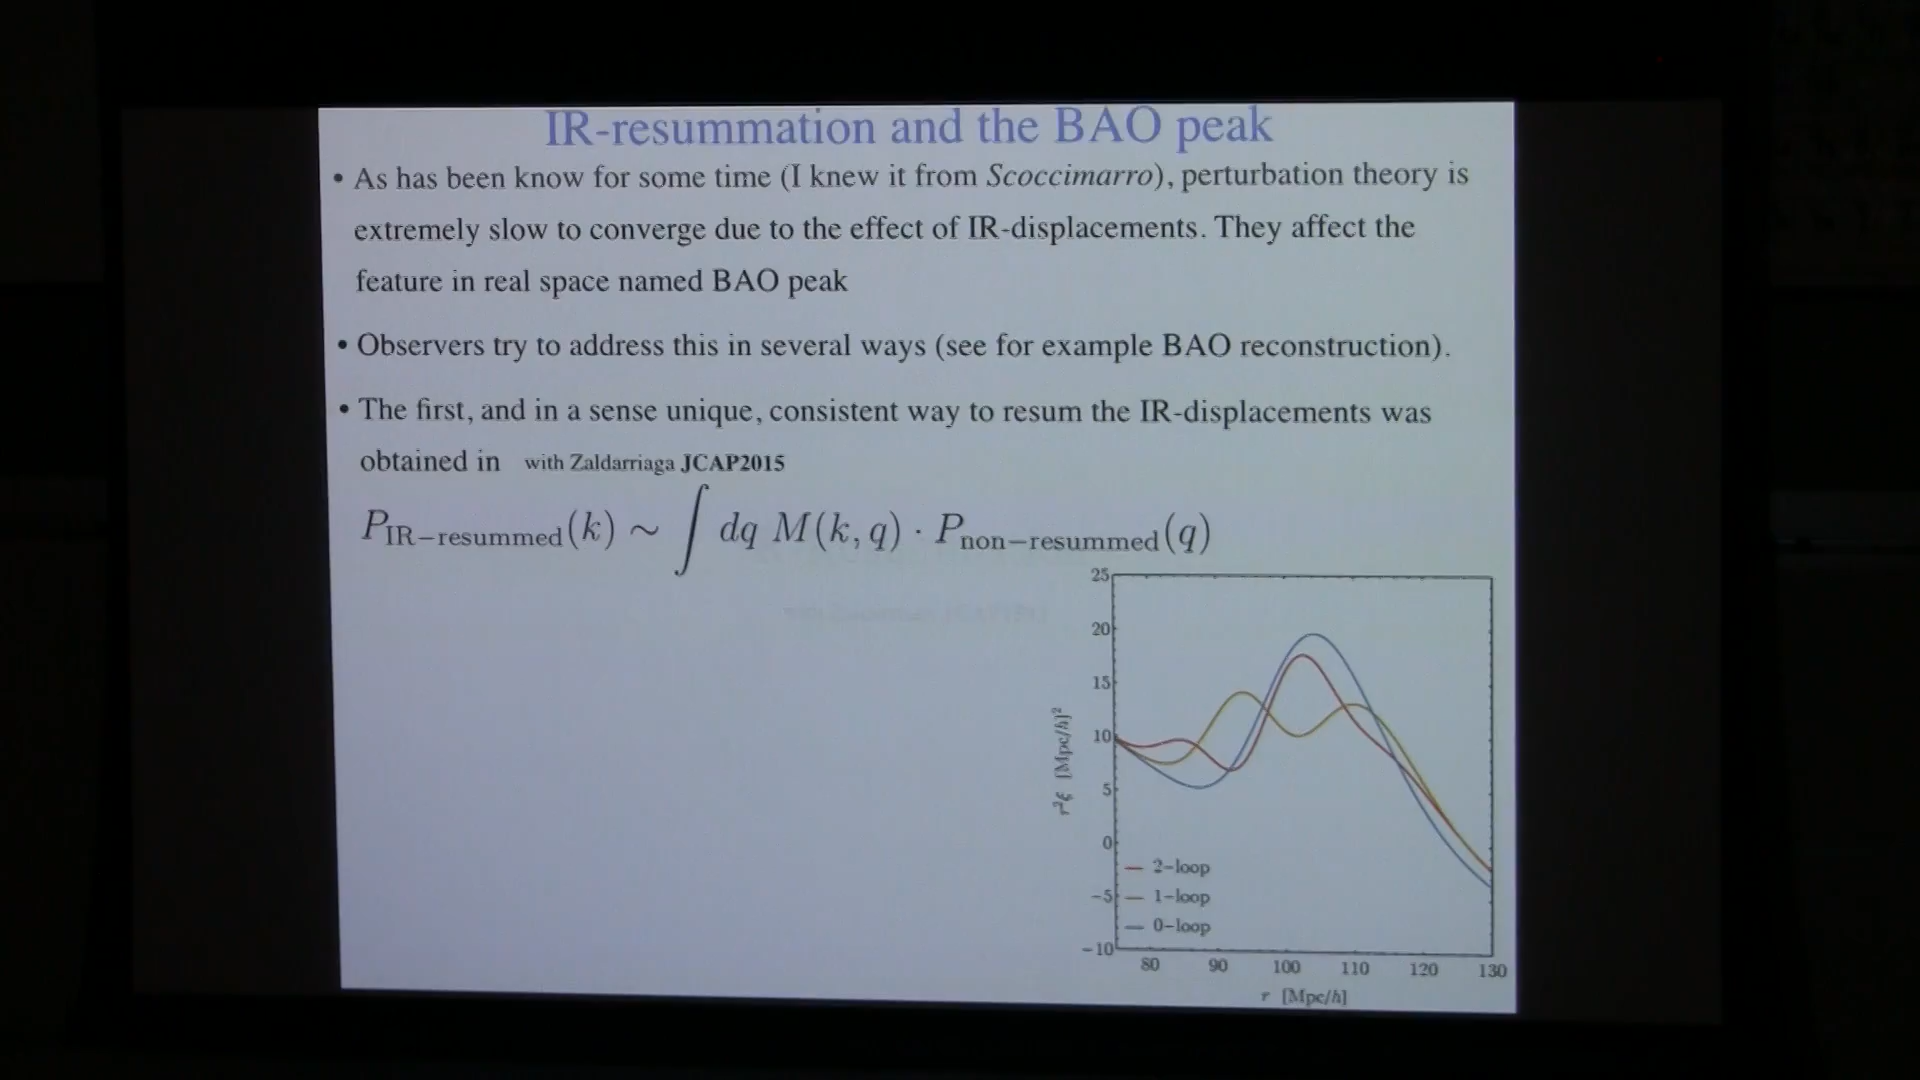 IR-resummation and the BAO peak
• As has been know for some time (I knew it from Scoccimarro), perturbation theory is
extremely slow to converge due to the effect of IR-displacements. They affect the
feature in real space named BAO peak
• Observers try to address this in several ways (see for example BAO reconstruction).
• The first, and in a sense unique, consistent way to resum the IR-displacements was
obtained in with Zaldarriaga JCAP2015
P_{IR−resummed}(k) ∼ ∫ dq M(k, q) · P_{non−resummed}(q)
25
20
15
10
5
0
−5
−10
r²ξ [Mpc/h]²
2−loop
1−loop
0−loop
80 90 100 110 120 130
r [Mpc/h]